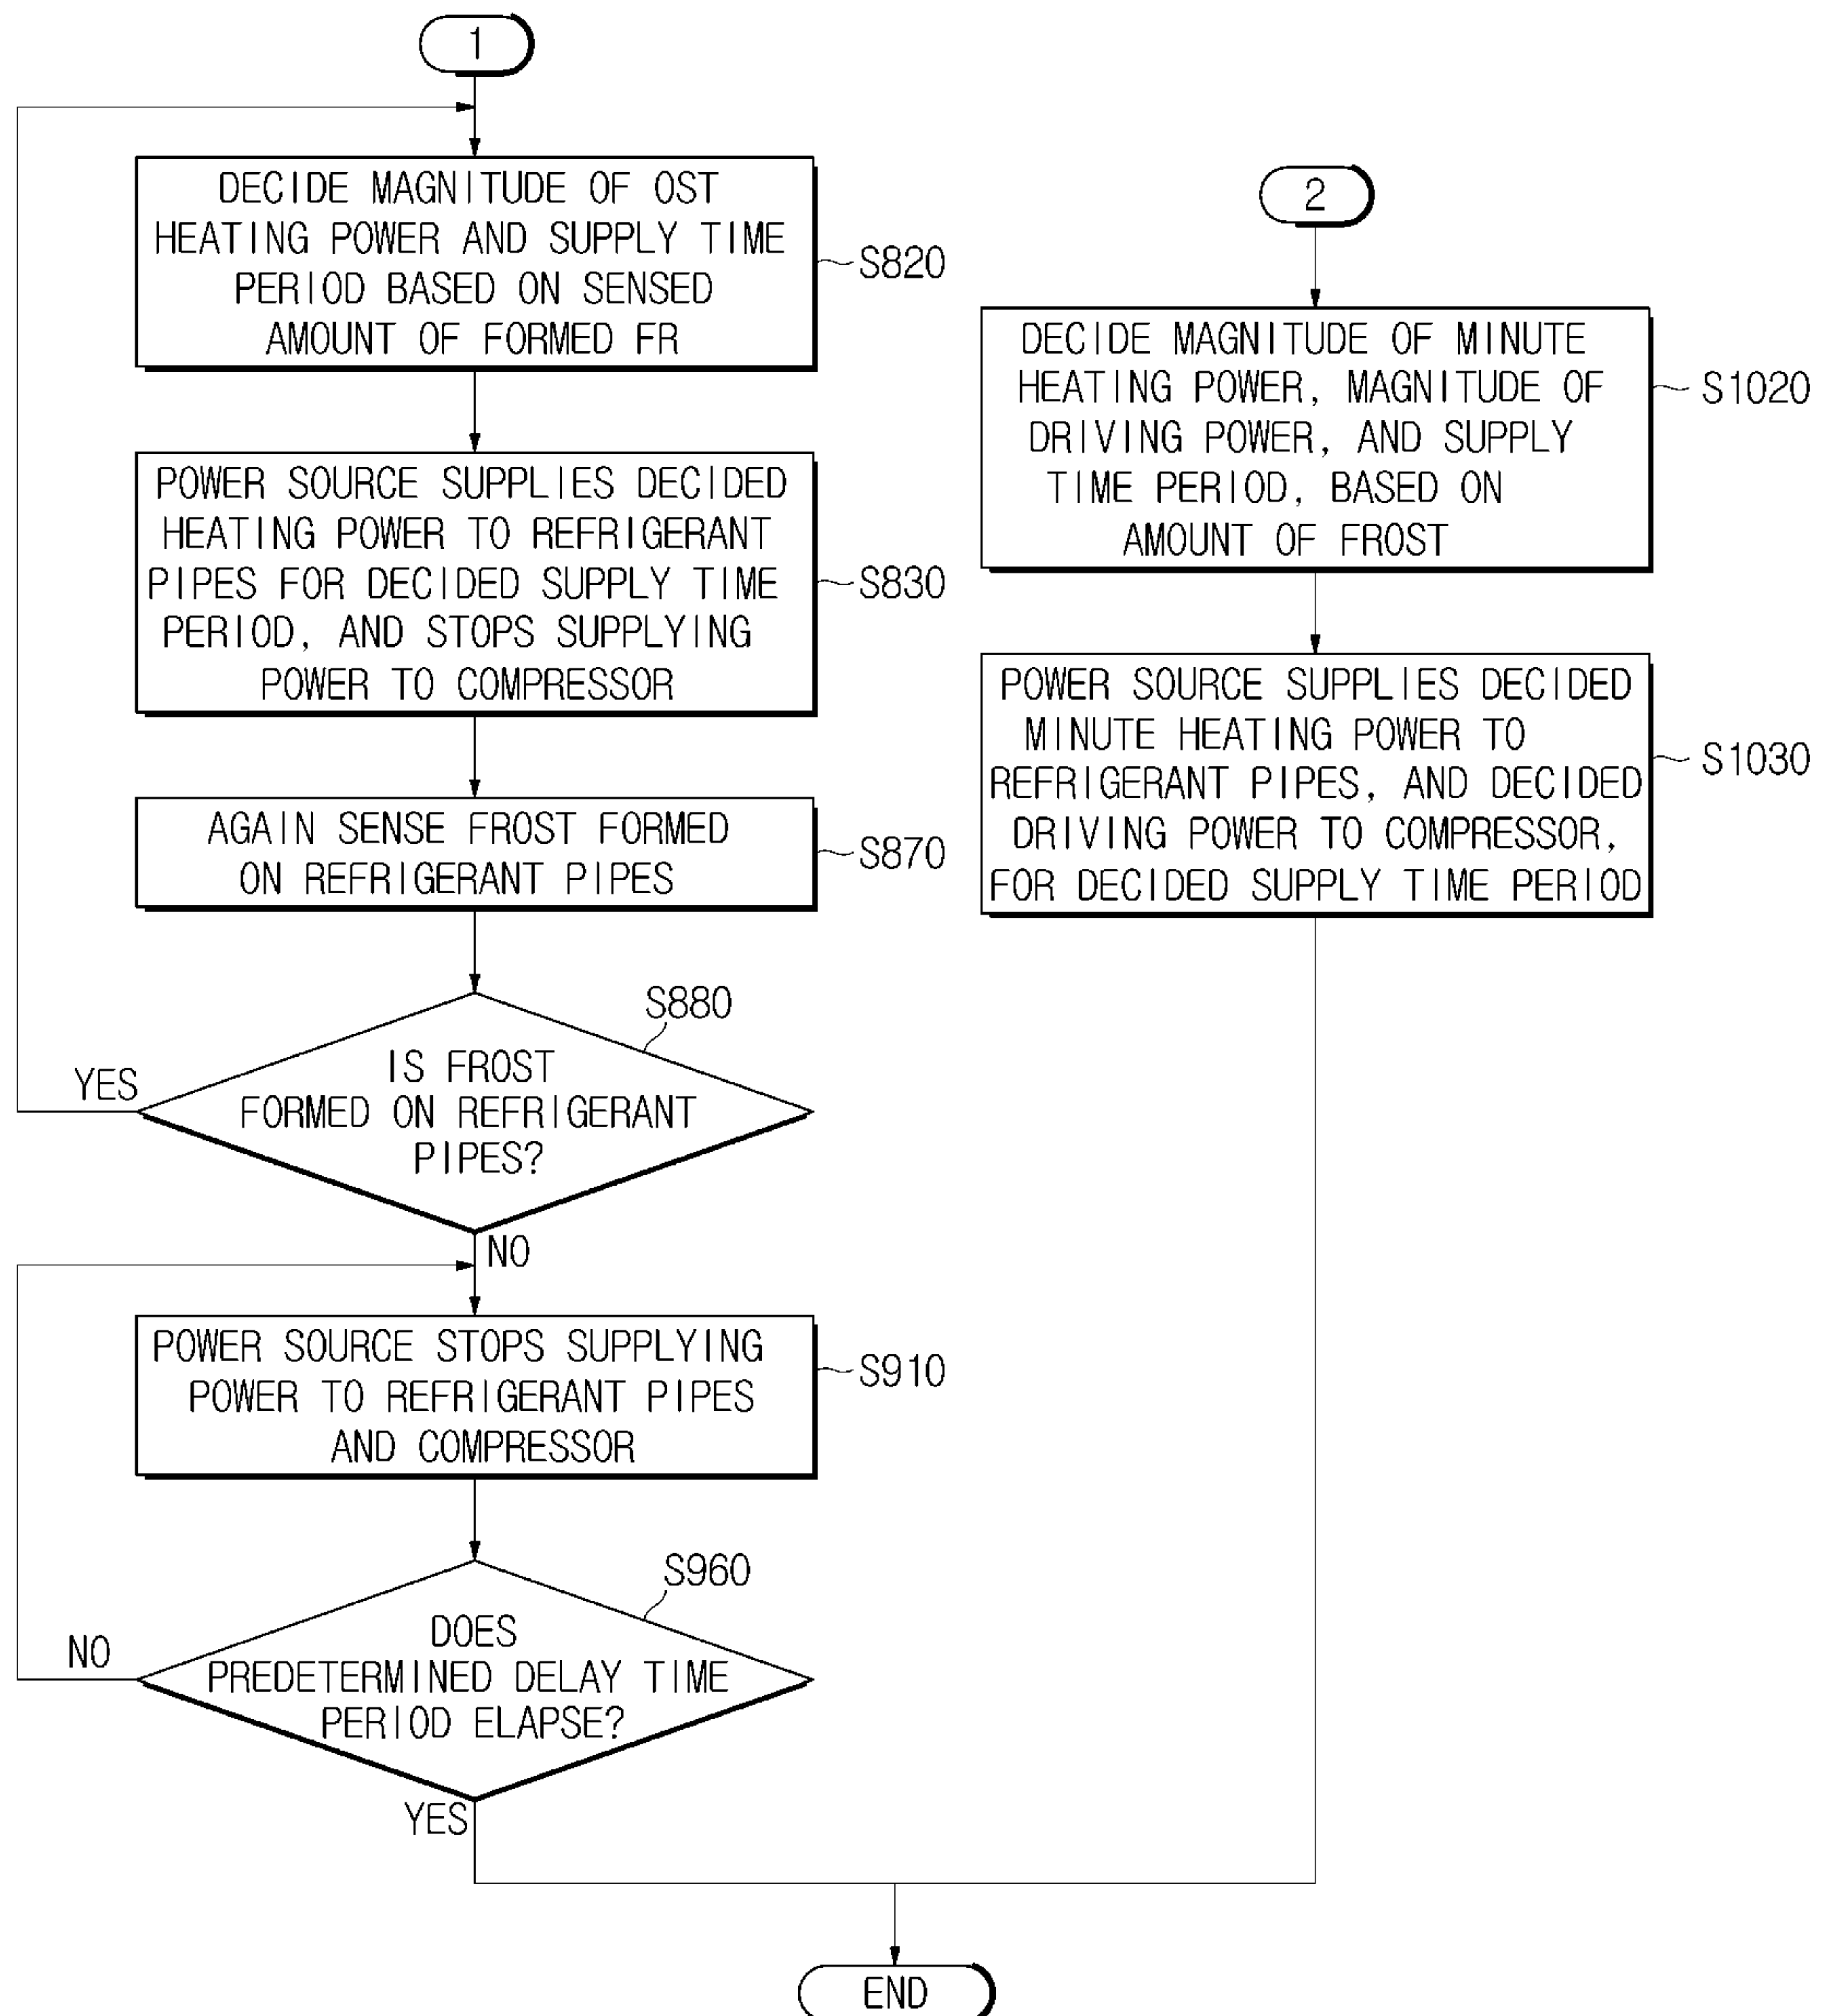 1
DECIDE MAGNITUDE OF OST
HEATING POWER AND SUPPLY TIME
PERIOD BASED ON SENSED
AMOUNT OF FORMED FR
S820
POWER SOURCE SUPPLIES DECIDED
HEATING POWER TO REFRIGERANT
PIPES FOR DECIDED SUPPLY TIME
PERIOD, AND STOPS SUPPLYING
POWER TO COMPRESSOR
S830
AGAIN SENSE FROST FORMED
ON REFRIGERANT PIPES
S870
S880
IS FROST
FORMED ON REFRIGERANT
PIPES?
YES
NO
POWER SOURCE STOPS SUPPLYING
POWER TO REFRIGERANT PIPES
AND COMPRESSOR
S910
S960
DOES
PREDETERMINED DELAY TIME
PERIOD ELAPSE?
NO
YES
2
DECIDE MAGNITUDE OF MINUTE
HEATING POWER, MAGNITUDE OF
DRIVING POWER, AND SUPPLY
TIME PERIOD, BASED ON
AMOUNT OF FROST
S1020
POWER SOURCE SUPPLIES DECIDED
MINUTE HEATING POWER TO
REFRIGERANT PIPES, AND DECIDED
DRIVING POWER TO COMPRESSOR,
FOR DECIDED SUPPLY TIME PERIOD
S1030
END